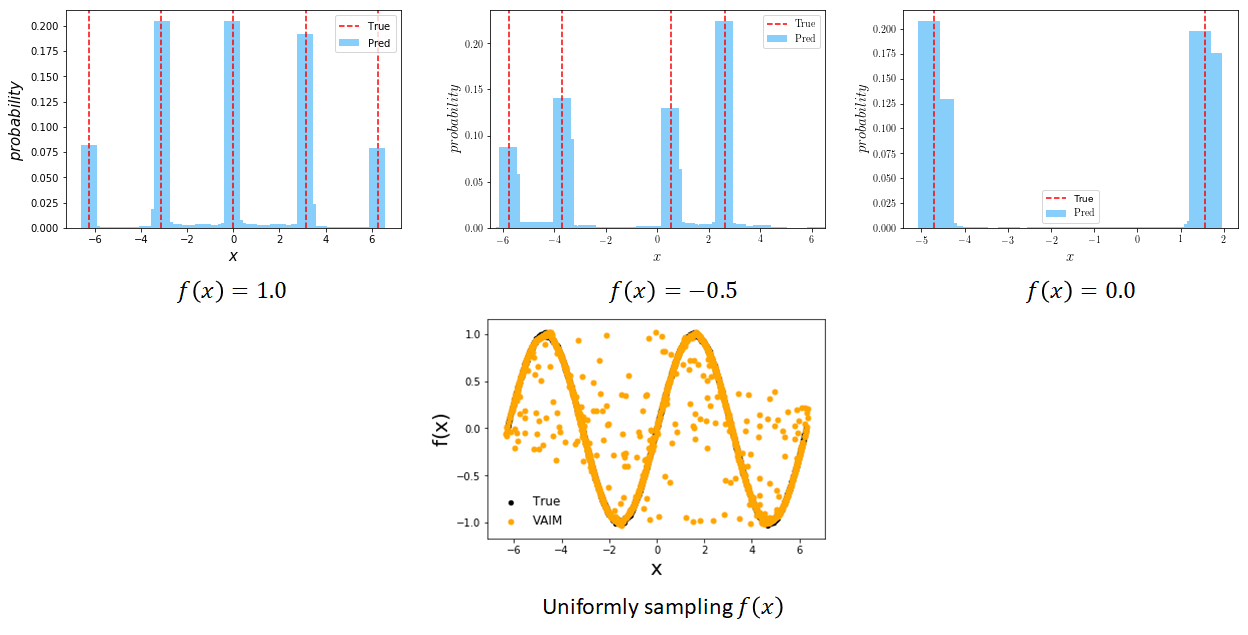 0.200
0.175
0.150
0.125
0.100
0.075
0.050
0.025
0.000
probability
−6 −4 −2 0 2 4 6
x
True
Pred
f(x) = 1.0
0.20
0.15
0.10
0.05
0.00
probability
−6 −4 −2 0 2 4 6
x
True
Pred
f(x) = −0.5
0.200
0.175
0.150
0.125
0.100
0.075
0.050
0.025
0.000
probability
−5 −4 −3 −2 −1 0 1 2
x
True
Pred
f(x) = 0.0
1.0
0.5
0.0
−0.5
−1.0
f(x)
True
VAIM
−6 −4 −2 0 2 4 6
x
Uniformly sampling f(x)